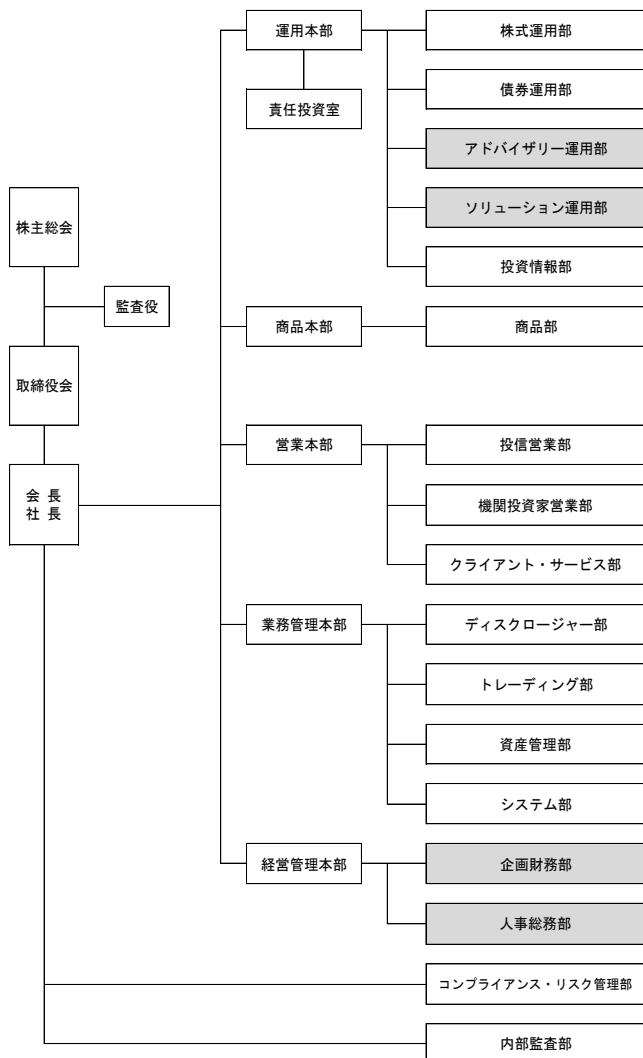 株主総会
監査役
取締役会
会 長
社 長
運用本部
責任投資室
株式運用部
債券運用部
アドバイザリー運用部
ソリューション運用部
投資情報部
商品本部
商品部
営業本部
投信営業部
機関投資家営業部
クライアント・サービス部
業務管理本部
ディスクロージャー部
トレーディング部
資産管理部
システム部
経営管理本部
企画財務部
人事総務部
コンプライアンス・リスク管理部
内部監査部